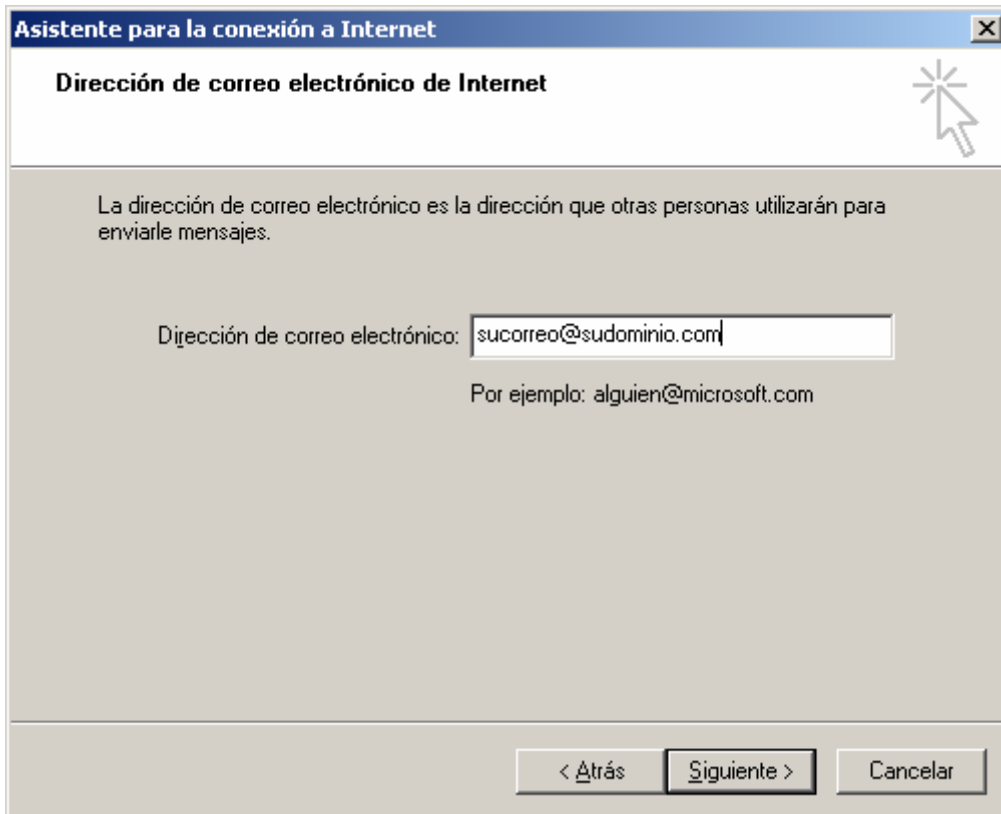 Asistente para la conexión a Internet
Dirección de correo electrónico de Internet
La dirección de correo electrónico es la dirección que otras personas utilizarán para
enviarle mensajes.
Dirección de correo electrónico: sucorreo@sudominio.com
Por ejemplo: alguien@microsoft.com
< Atrás Siguiente > Cancelar